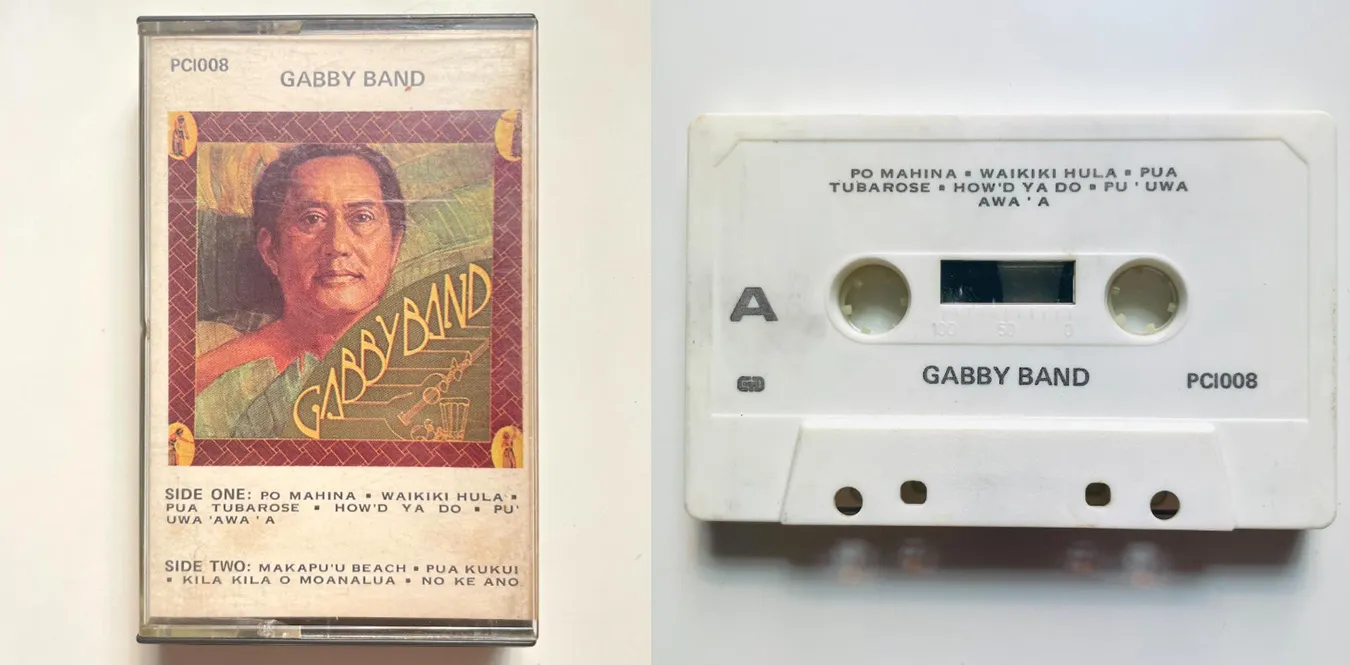 PCI008
GABBY BAND
GABBY BAND
SIDE ONE: PO MAHINA ▪ WAIKIKI HULA ▪
PUA TUBAROSE ▪ HOW'D YA DO ▪ PU'
UWA 'AWA ' A
SIDE TWO: MAKAPU'U BEACH ▪ PUA KUKUI
▪ KILA KILA O MOANALUA ▪ NO KE ANO
PO MAHINA ▪ WAIKIKI HULA ▪ PUA
TUBAROSE ▪ HOW'D YA DO ▪ PU ' UWA
AWA ' A
A
100 50 0
GABBY BAND
PCI008